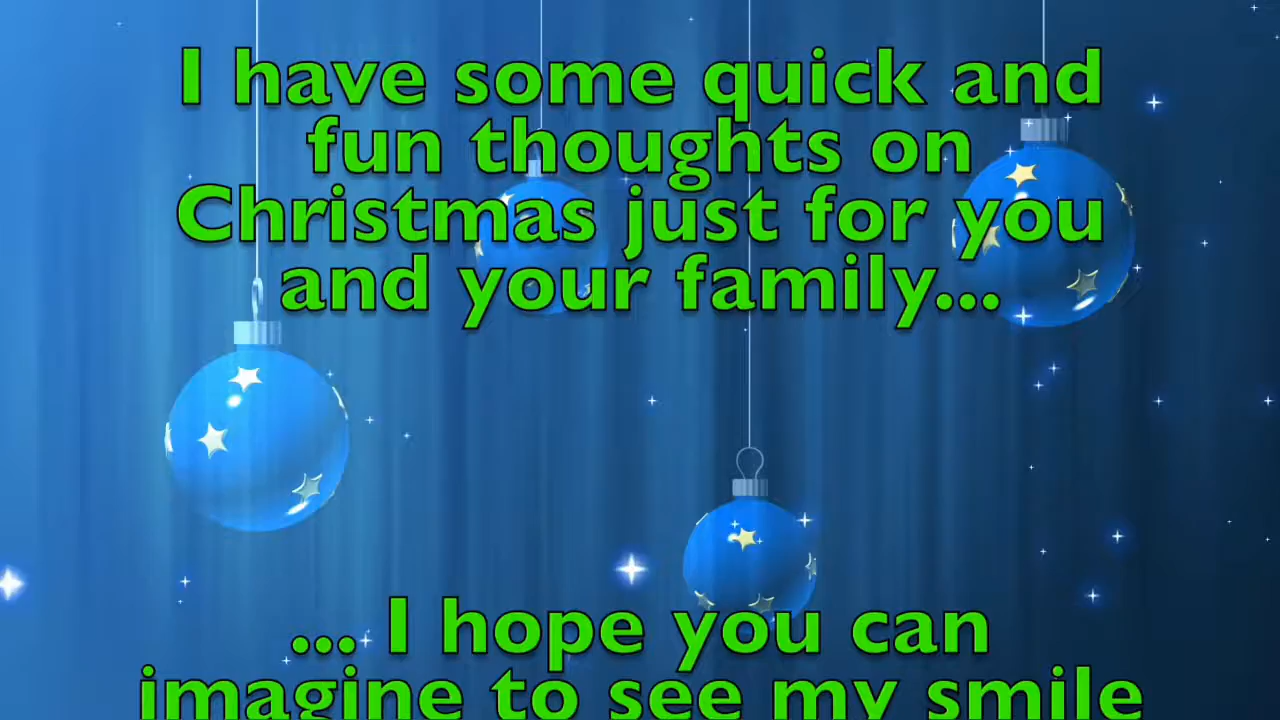 I have some quick and
fun thoughts on
Christmas just for you
and your family...
... I hope you can
imagine to see my smile